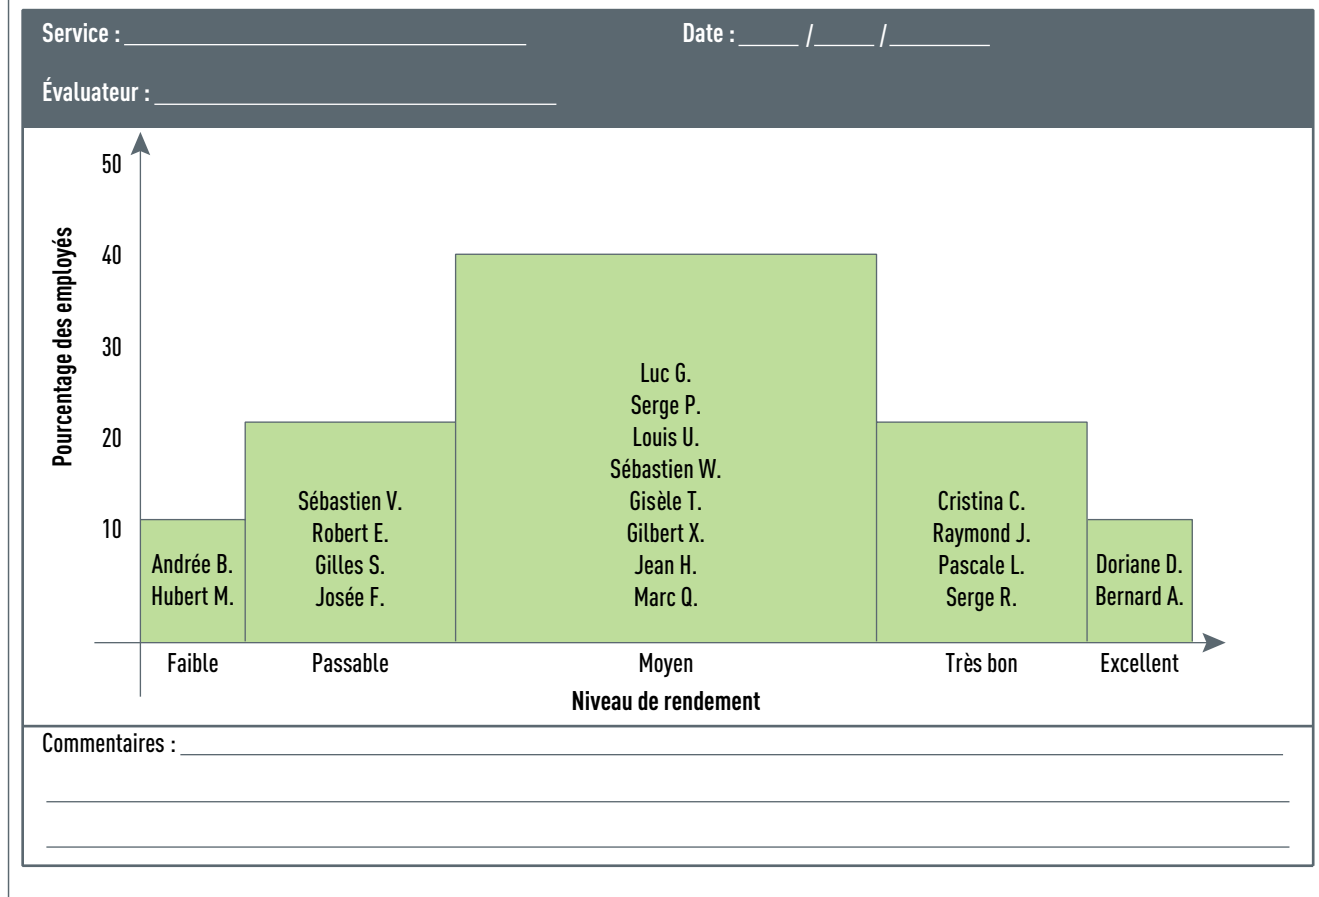 Service : Date : / /
Évaluateur :
50
40
30
20
10
Pourcentage des employés
Andrée B.
Hubert M.
Sébastien V.
Robert E.
Gilles S.
Josée F.
Luc G.
Serge P.
Louis U.
Sébastien W.
Gisèle T.
Gilbert X.
Jean H.
Marc Q.
Cristina C.
Raymond J.
Pascale L.
Serge R.
Doriane D.
Bernard A.
Faible Passable Moyen Très bon Excellent
Niveau de rendement
Commentaires :